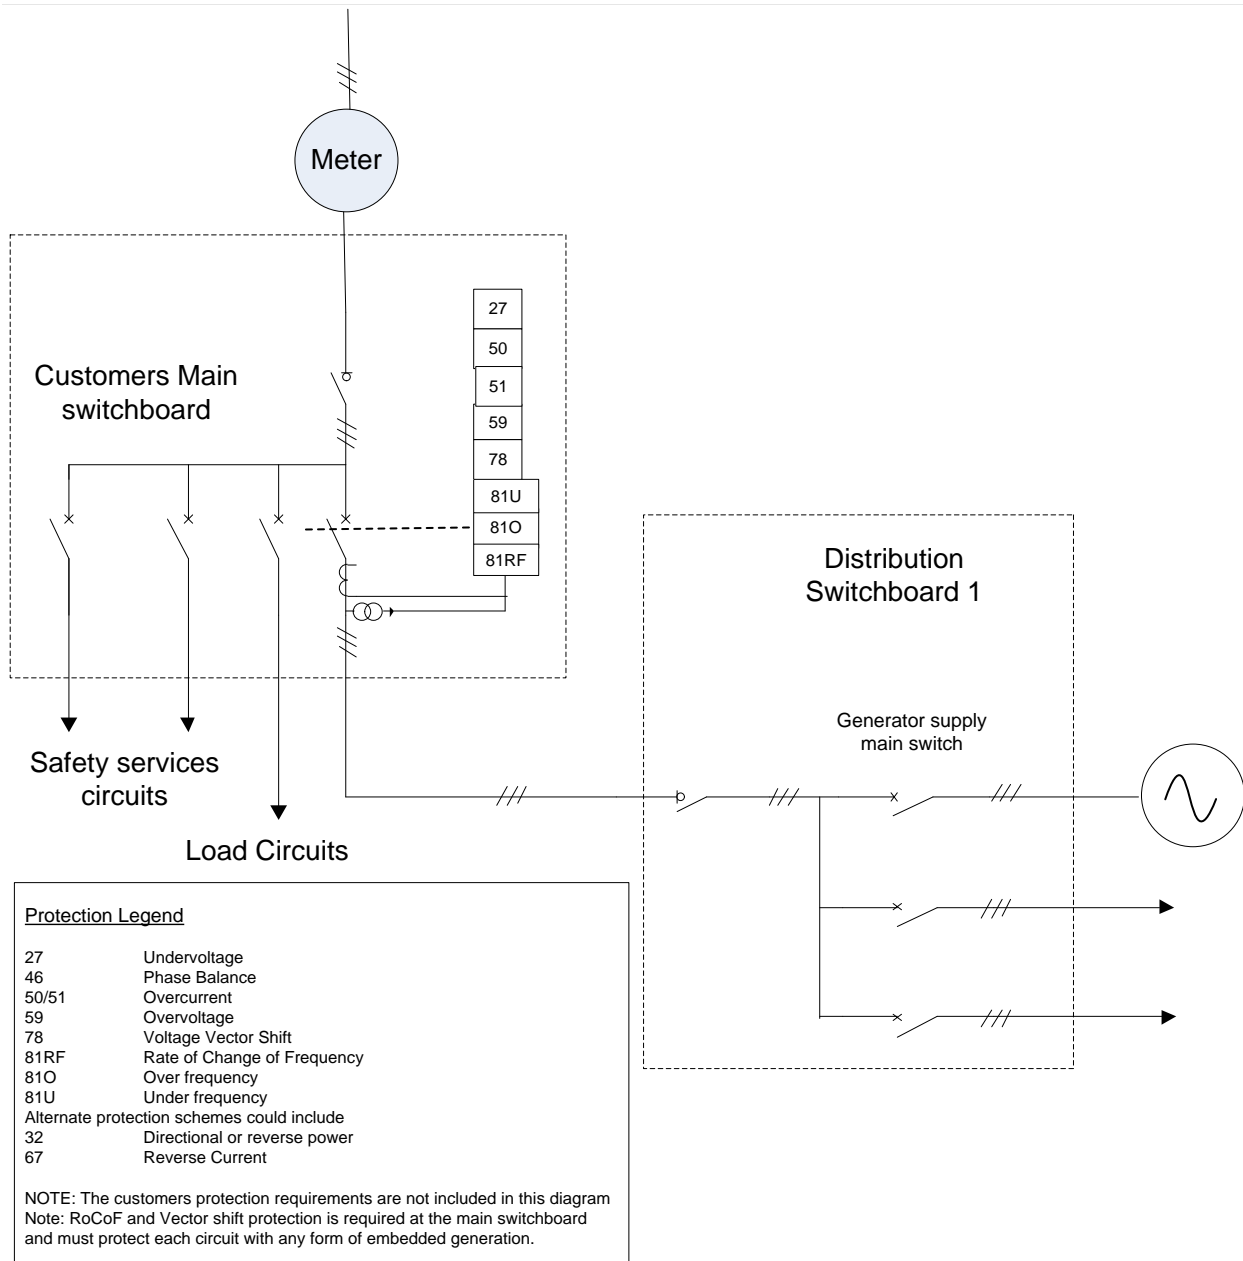 Meter
Customers Main
switchboard
27
50
51
59
78
81U
81O
81RF
Distribution
Switchboard 1
Generator supply
main switch
Safety services
circuits
Load Circuits
Protection Legend
27 Undervoltage
46 Phase Balance
50/51 Overcurrent
59 Overvoltage
78 Voltage Vector Shift
81RF Rate of Change of Frequency
81O Over frequency
81U Under frequency
Alternate protection schemes could include
32 Directional or reverse power
67 Reverse Current
NOTE: The customers protection requirements are not included in this diagram
Note: RoCoF and Vector shift protection is required at the main switchboard
and must protect each circuit with any form of embedded generation.